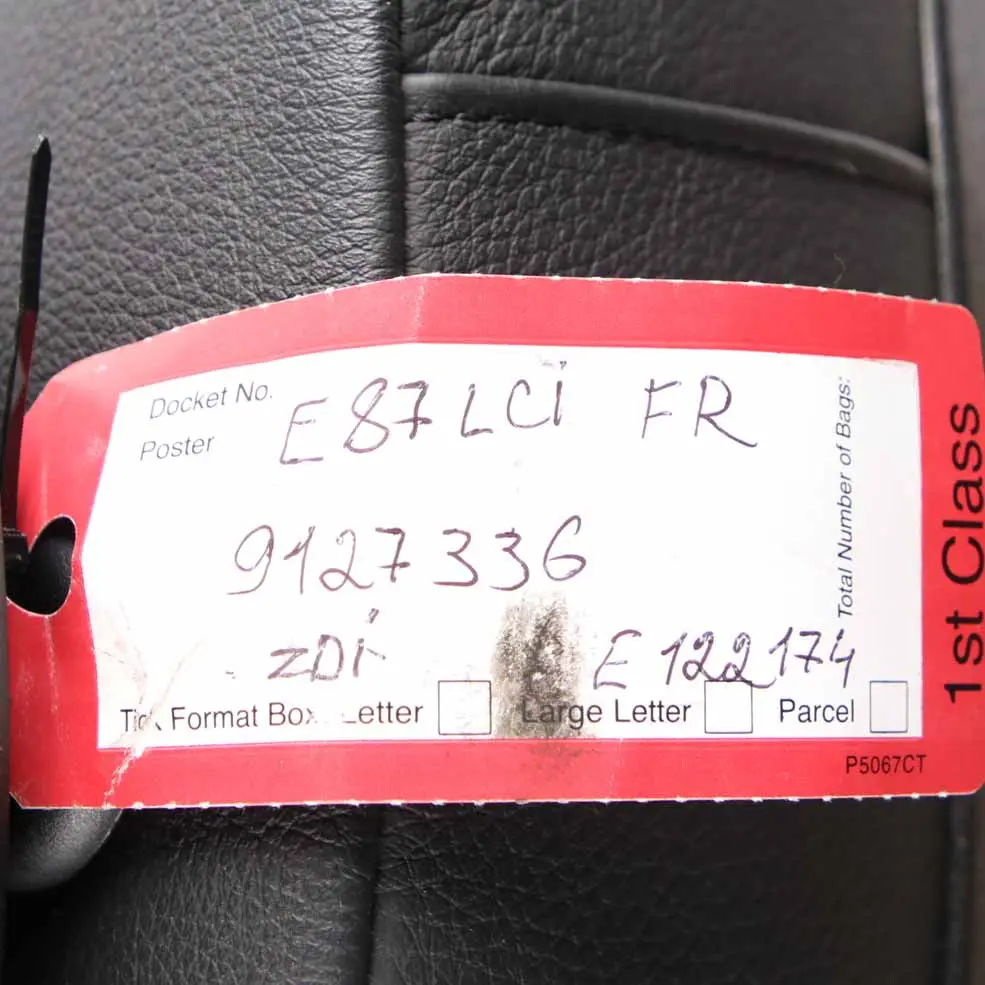 Docket No.
Poster
E87LCi FR
9127336
ZDi
E122174
Tick Format Box: Letter
Large Letter
Parcel
Total Number of Bags:
1st Class
P5067CT